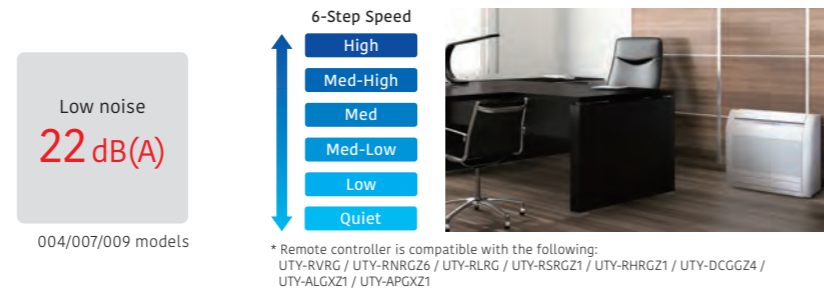 Low noise
22 dB(A)
004/007/009 models
6-Step Speed
High
Med-High
Med
Med-Low
Low
Quiet
* Remote controller is compatible with the following:
UTY-RVRG / UTY-RNRGZ6 / UTY-RLRG / UTY-RSRGZ1 / UTY-RHRGZ1 / UTY-DCGGZ4 /
UTY-ALGXZ1 / UTY-APGXZ1